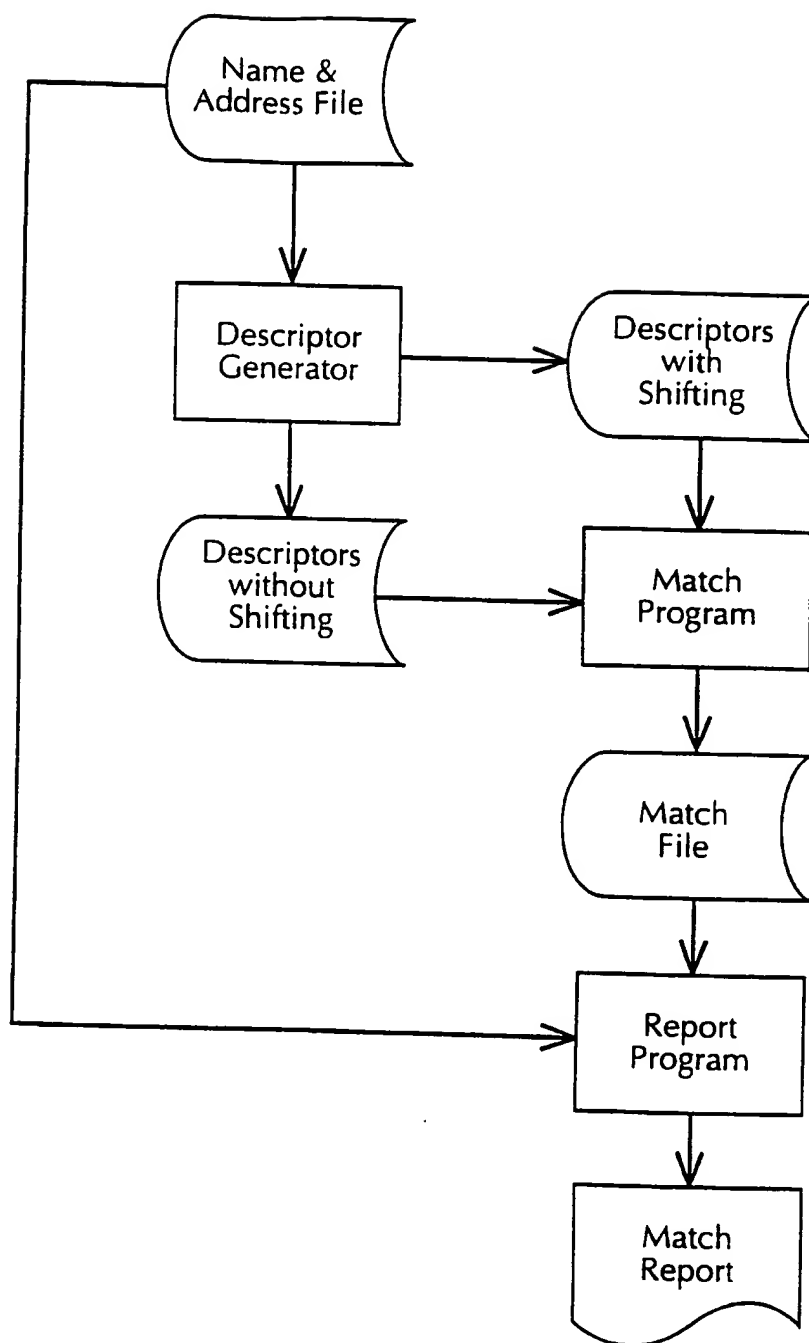 Name &
Address File
Descriptor
Generator
Descriptors
with
Shifting
Descriptors
without
Shifting
Match
Program
Match
File
Report
Program
Match
Report